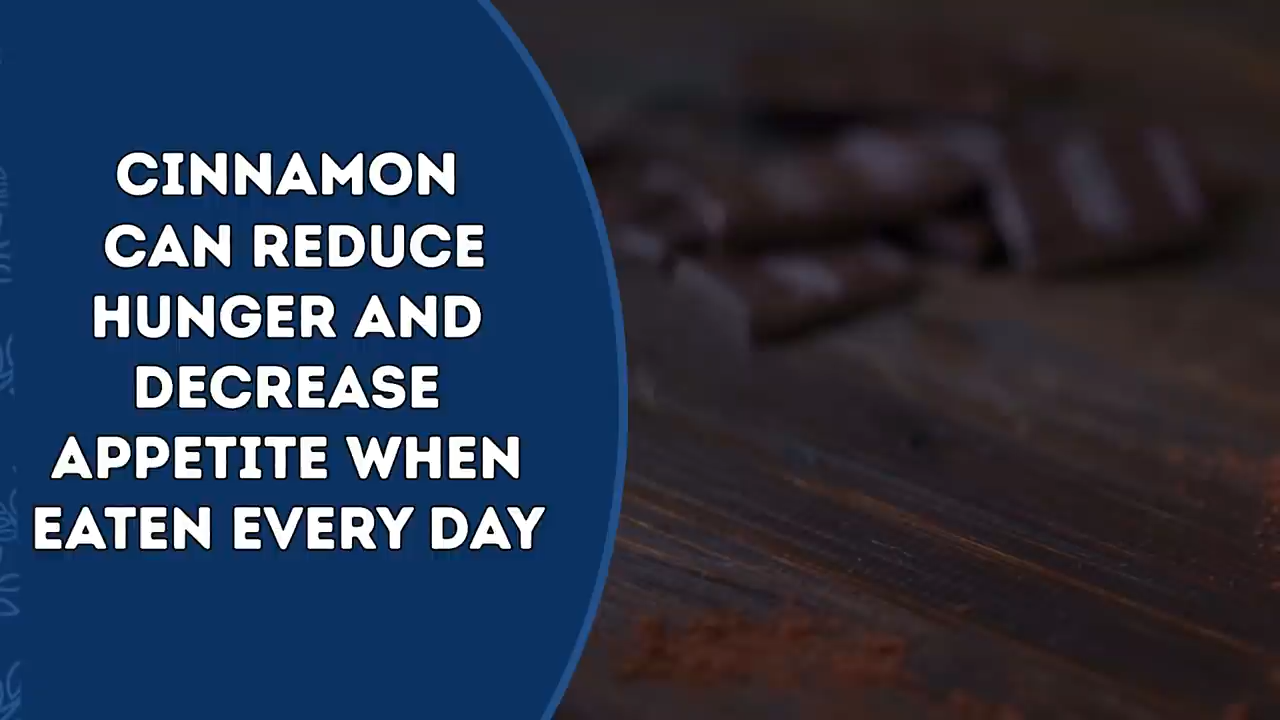 CINNAMON
CAN REDUCE
HUNGER AND
DECREASE
APPETITE WHEN
EATEN EVERY DAY